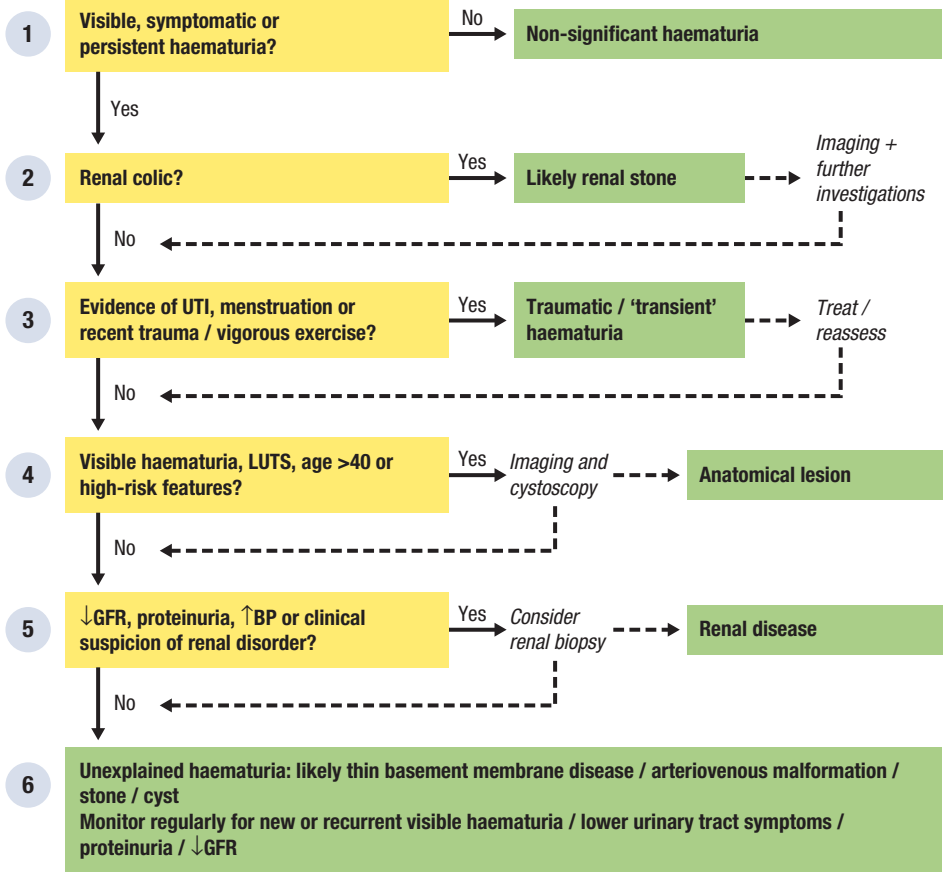 1
Visible, symptomatic or
persistent haematuria?
No
Non-significant haematuria
Yes
2
Renal colic?
Yes
Likely renal stone
Imaging +
further
investigations
No
3
Evidence of UTI, menstruation or
recent trauma / vigorous exercise?
Yes
Traumatic / ‘transient’
haematuria
Treat /
reassess
No
4
Visible haematuria, LUTS, age >40 or
high-risk features?
Yes
Imaging and
cystoscopy
Anatomical lesion
No
5
↓GFR, proteinuria, ↑BP or clinical
suspicion of renal disorder?
Yes
Consider
renal biopsy
Renal disease
No
6
Unexplained haematuria: likely thin basement membrane disease / arteriovenous malformation /
stone / cyst
Monitor regularly for new or recurrent visible haematuria / lower urinary tract symptoms /
proteinuria / ↓GFR